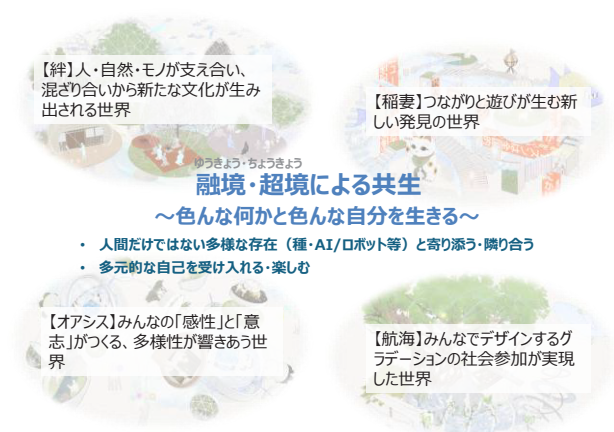 【絆】人・自然・モノが支え合い、
混ざり合いから新たな文化が生み
出される世界
【稲妻】つながりと遊びが生む新
しい発見の世界
ゆうきょう・ちょうきょう
融境・超境による共生
～色んな何かと色んな自分を生きる～
• 人間だけではない多様な存在（種・AI/ロボット等）と寄り添う・隣り合う
• 多元的な自己を受け入れる・楽しむ
【オアシス】みんなの「感性」と「意
志」がつくる、多様性が響きあう世
界
【航海】みんなでデザインするグ
ラデーションの社会参加が実現
した世界